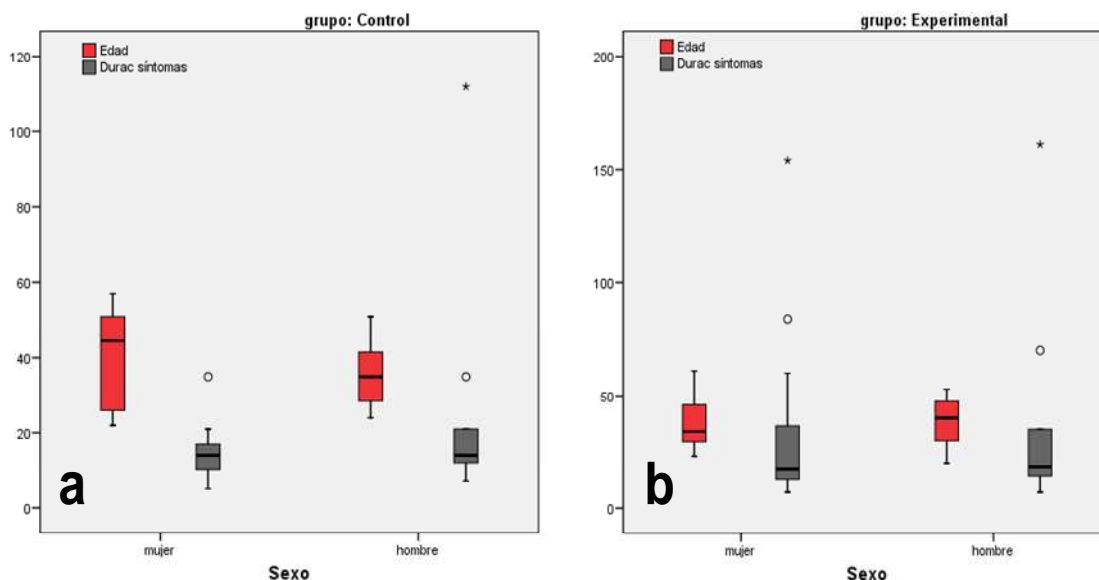 grupo: Control
Edad
Durac síntomas
120
100
80
60
40
20
0
a
mujer
hombre
Sexo
grupo: Experimental
Edad
Durac síntomas
200
150
100
50
0
b
mujer
hombre
Sexo